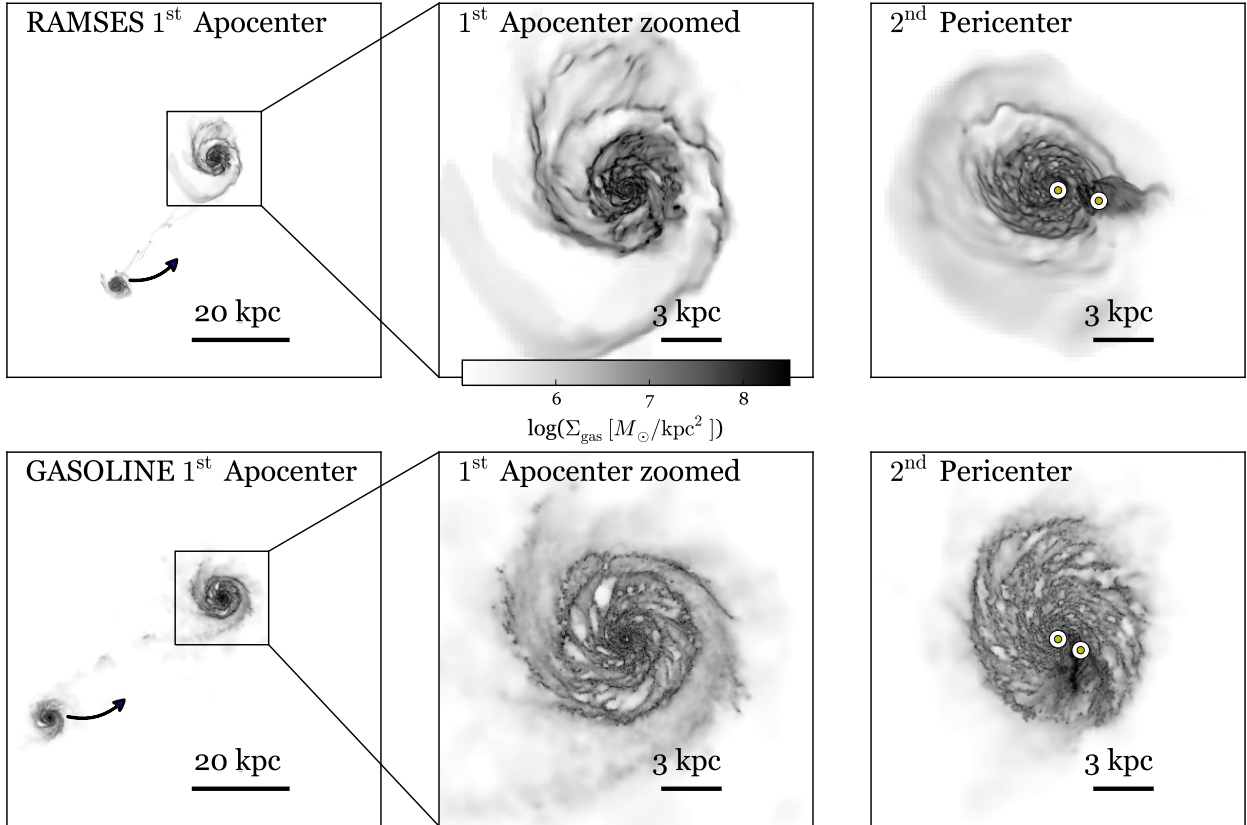 RAMSES 1st Apocenter
1st Apocenter zoomed
2nd Pericenter
20 kpc
3 kpc
3 kpc
6 7 8
log(Σgas [M⊙/kpc² ])
GASOLINE 1st Apocenter
1st Apocenter zoomed
2nd Pericenter
20 kpc
3 kpc
3 kpc